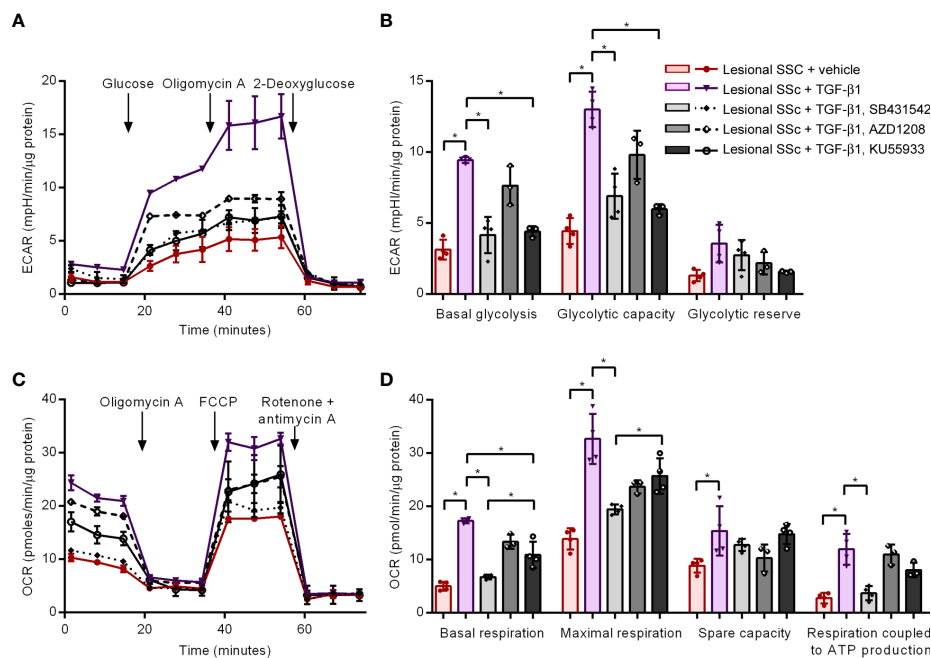 A
Glucose Oligomycin A 2-Deoxyglucose
ECAR (mpH/min/µg protein)
20
15
10
5
0
0 20 40 60
Time (minutes)
B
ECAR (mpHl/min/µg protein)
15
10
5
0
* * * * * *
Basal glycolysis Glycolytic capacity Glycolytic reserve
Lesional SSC + vehicle
Lesional SSc + TGF-β1
Lesional SSc + TGF-β1, SB431542
Lesional SSc + TGF-β1, AZD1208
Lesional SSc + TGF-β1, KU55933
C
Oligomycin A FCCP Rotenone +
antimycin A
OCR (pmoles/min/µg protein)
40
30
20
10
0
0 20 40 60
Time (minutes)
D
OCR (pmol/min/µg protein)
40
30
20
10
0
* * * * * * * * * *
Basal respiration Maximal respiration Spare capacity Respiration coupled
to ATP production